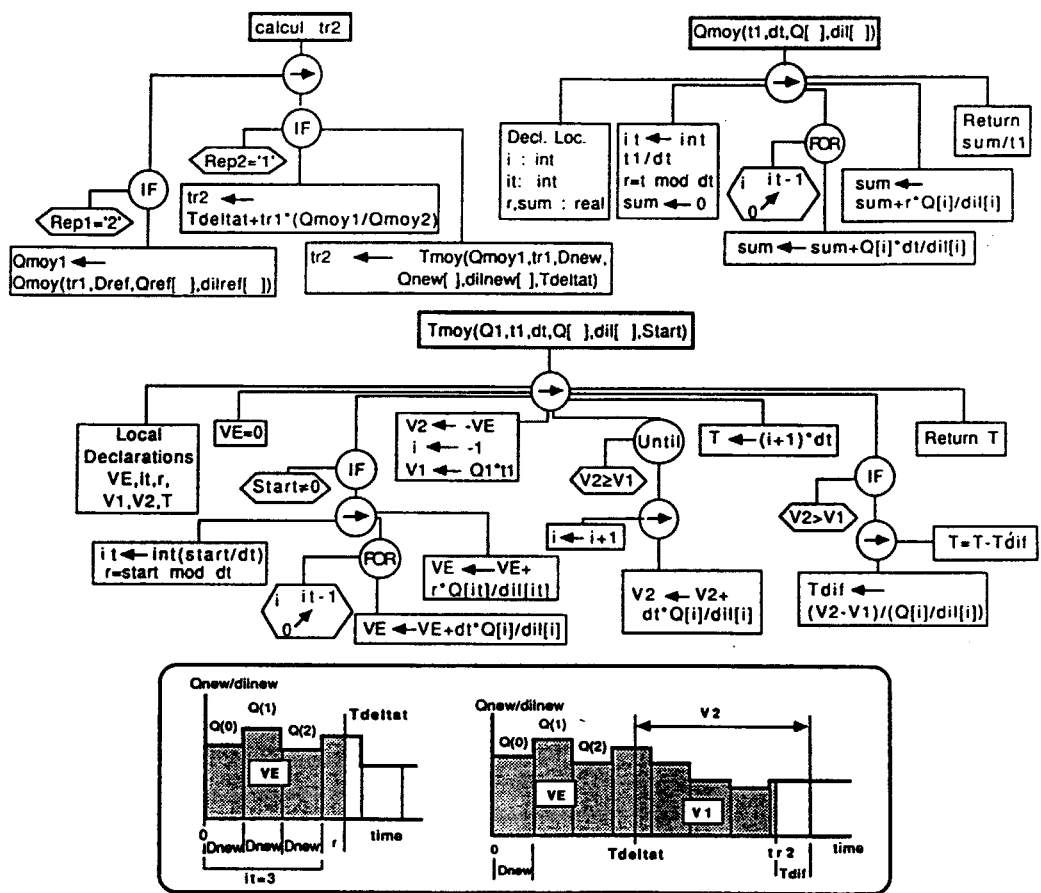 calcul tr2
IF
Rep1='2'
Qmoy1 ←
Qmoy(tr1,Dref,Qref[ ],dilref[ ])
IF
Rep2='1'
tr2 ←
Tdeltat+tr1*(Qmoy1/Qmoy2)
tr2 ← Tmoy(Qmoy1,tr1,Dnew,
Qnew[ ],dilnew[ ],Tdeltat)
Qmoy(t1,dt,Q[ ],dil[ ])
Decl. Loc.
i : int
it: int
r,sum : real
it ← int
t1/dt
r=t mod dt
sum ← 0
FOR
i it-1
0
sum ← sum+Q[i]*dt/dil[i]
sum ←
sum+r*Q[i]/dil[i]
Return
sum/t1
Tmoy(Q1,t1,dt,Q[ ],dil[ ],Start)
Local
Declarations
VE,it,r,
V1,V2,T
VE=0
IF
Start≠0
it ← int(start/dt)
r=start mod dt
FOR
i it-1
0
VE ← VE+dt*Q[i]/dil[i]
VE ← VE+
r*Q[it]/dil[it]
V2 ← -VE
i ← -1
V1 ← Q1*t1
Until
V2≥V1
i ← i+1
V2 ← V2+
dt*Q[i]/dil[i]
T ← (i+1)*dt
IF
V2>V1
Tdif ←
(V2-V1)/(Q[i]/dil[i])
T=T-Tdif
Return T
Qnew/dilnew
Q(0)
Q(1)
Q(2)
Tdeltat
VE
0
Dnew Dnew Dnew r
time
it=3
Qnew/dilnew
Q(0)
Q(1)
Q(2)
V2
VE
V1
0
Dnew
Tdeltat
tr2
Tdif
time